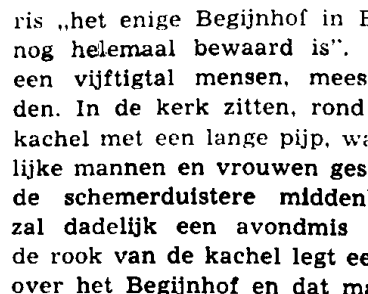 ris „het enige Begijnhof in
nog helemaal bewaard is”.
een vijftigtal mensen, mees
den. In de kerk zitten, rond
kachel met een lange pijp, wa
lijke mannen en vrouwen ges
de schemerduistere midden
zal dadelijk een avondmis
de rook van de kachel legt ee
over het Begijnhof en dat ma